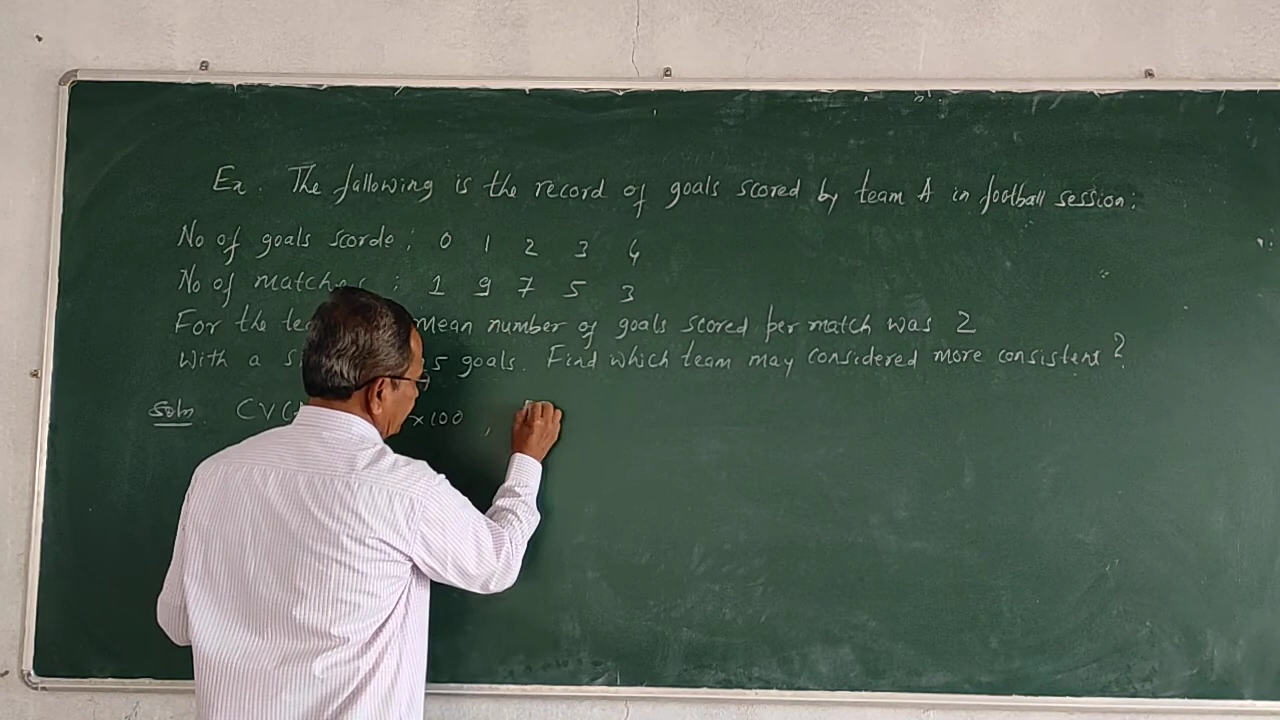 Ex. The fallowing is the record of goals scored by team A in football session:
No of goals scorde : 0 1 2 3 4
No of matches : 1 9 7 5 3
For the mean number of goals scored per match was 2
With a 5 goals. Find which team may considered more consistent ?
Soln. CV( ×100 ,